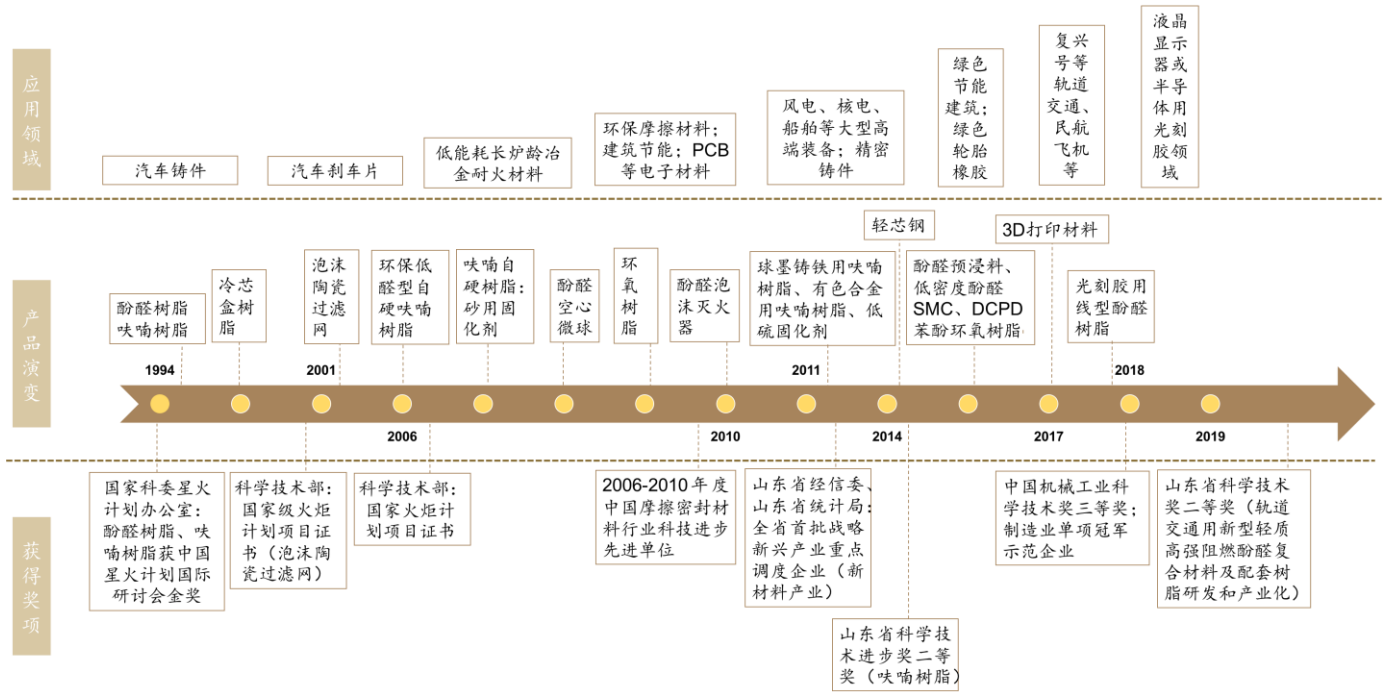 应用领域
汽车铸件
汽车刹车片
低能耗长炉龄冶
金耐火材料
环保摩擦材料；
建筑节能；PCB
等电子材料
风电、核电、
船舶等大型高
端装备；精密
铸件
绿色
节能
建筑；
绿色
轮胎
橡胶
复兴
号等
轨道
交通、
民航
飞机
等
液晶
显示
器或
半导
体用
光刻
胶领
域
产品演变
酚醛树脂
呋喃树脂
冷芯
盒树
脂
泡沫
陶瓷
过滤
网
环保低
醛型自
硬呋喃
树脂
呋喃自
硬树脂；
砂用固
化剂
酚醛
空心
微球
环
氧
树
脂
酚醛泡
沫灭火
器
球墨铸铁用呋喃
树脂、有色合金
用呋喃树脂、低
硫固化剂
轻芯钢
酚醛预浸料、
低密度酚醛
SMC、DCPD
苯酚环氧树脂
3D打印材料
光刻胶用
线型酚醛
树脂
1994
2001
2011
2018
2006
2010
2014
2017
2019
获得奖项
国家科委星火
计划办公室：
酚醛树脂、呋
喃树脂获中国
星火计划国际
研讨会金奖
科学技术部：
国家级火炬
计划项目证
书（泡沫陶
瓷过滤网）
科学技术部：
国家火炬计
划项目证书
2006-2010年度
中国摩擦密封材
料行业科技进步
先进单位
山东省经信委、
山东省统计局：
全省首批战略
新兴产业重点
调度企业（新
材料产业）
山东省科学技
术进步奖二等
奖（呋喃树脂）
中国机械工业科
学技术奖三等奖；
制造业单项冠军
示范企业
山东省科学技术
奖二等奖（轨道
交通用新型轻质
高强阻燃酚醛复
合材料及配套树
脂研发和产业化）